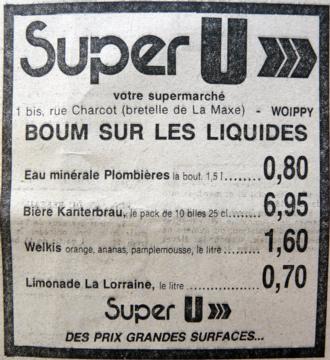 Super U
votre supermarché
1 bis, rue Charcot (bretelle de La Maxe) - WOIPPY
BOUM SUR LES LIQUIDES
Eau minérale Plombières la bout. 1,5 l ........ 0,80
Bière Kanterbrau, le pack de 10 blles 25 cl ........ 6,95
Welkis orange, ananas, pamplemousse, le litre ..... 1,60
Limonade La Lorraine, le litre ............ 0,70
Super U
DES PRIX GRANDES SURFACES...